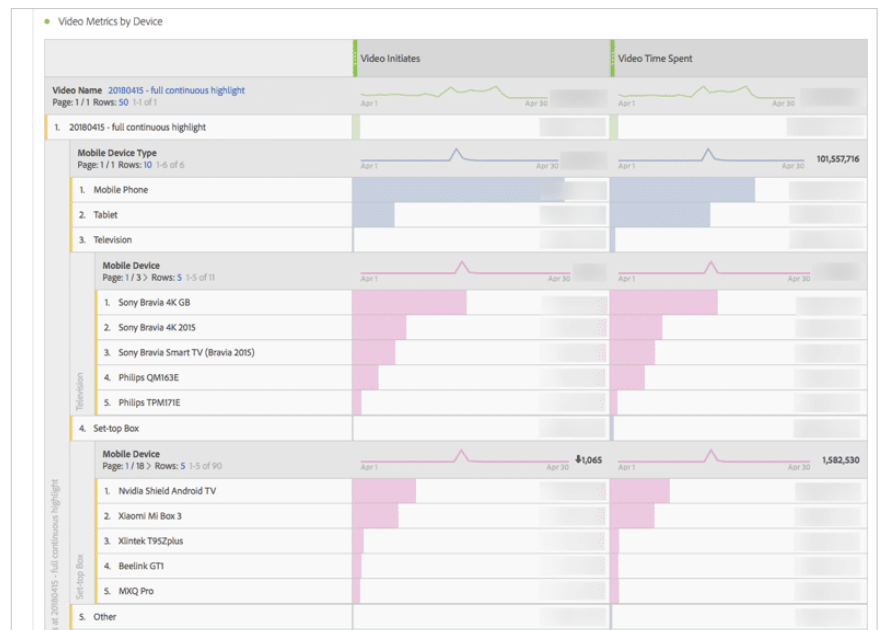 Video Metrics by Device
Video Initiates
Video Time Spent
Video Name 20180415 - full continuous highlight
Page: 1 / 1 Rows: 50 1-1 of 1
Apr 1 Apr 30
Apr 1 Apr 30
1. 20180415 - full continuous highlight
Mobile Device Type
Page: 1 / 1 Rows: 10 1-6 of 6
Apr 1 Apr 30
Apr 1 Apr 30 101,557,716
1. Mobile Phone
2. Tablet
3. Television
Mobile Device
Page: 1 / 3 > Rows: 5 1-5 of 11
Apr 1 Apr 30
Apr 1 Apr 30
1. Sony Bravia 4K GB
2. Sony Bravia 4K 2015
3. Sony Bravia Smart TV (Bravia 2015)
4. Philips QM163E
5. Philips TPM171E
Television
4. Set-top Box
Mobile Device
Page: 1 / 18 > Rows: 5 1-5 of 90
Apr 1 Apr 30 1,065
Apr 1 Apr 30 1,582,530
1. Nvidia Shield Android TV
2. Xiaomi Mi Box 3
3. Xlintek T95Zplus
4. Beelink GT1
5. MXQ Pro
Set-top Box
at 20180415 - full continuous highlight
5. Other